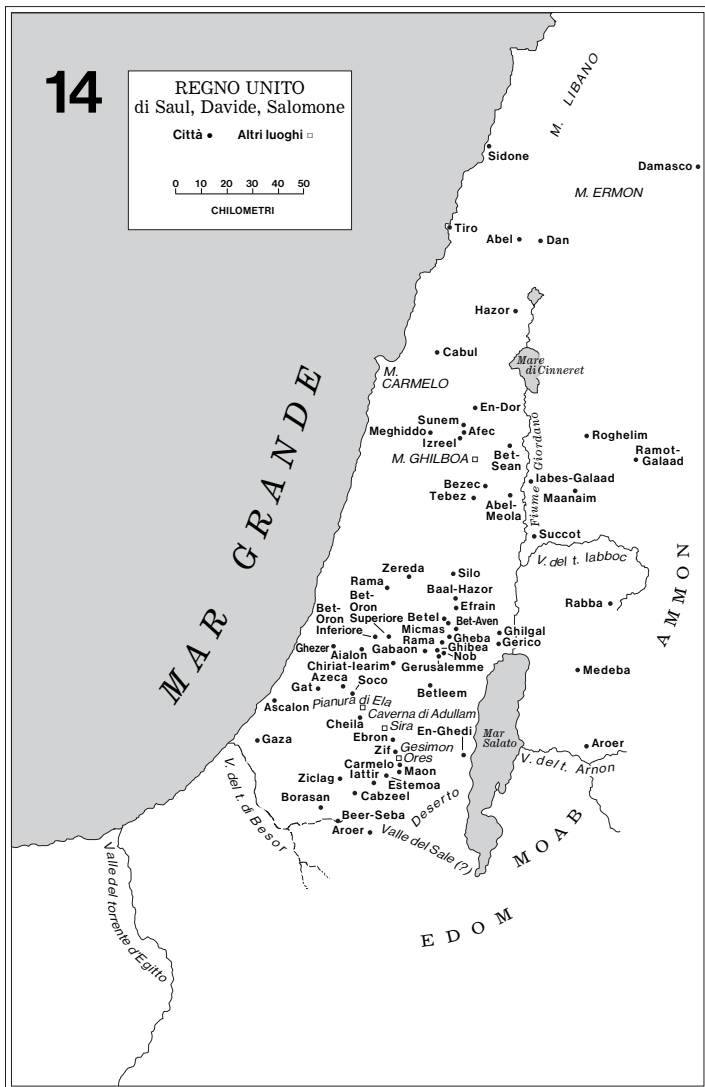 14
REGNO UNITO
di Saul, Davide, Salomone
Città
Altri luoghi
0 10 20 30 40 50
CHILOMETRI
M. LIBANO
Sidone
Damasco
M. ERMON
Tiro
Abel
Dan
Hazor
Cabul
Mare
di Cinneret
M.
CARMELO
En-Dor
Sunem
Meghiddo
Afec
Izreel
Roghelim
Bet-
Sean
Ramot-
Galaad
M. GHILBOA
Fiume Giordano
Iabes-Galaad
Bezec
Maanaim
Tebez
Abel-
Meola
Succot
V. del t. Iabboc
MAR GRANDE
Zereda
Silo
Rama
Baal-Hazor
Rabba
AMMON
Bet-
Oron
Superiore
Efrain
Bet-
Oron
Inferiore
Betel
Bet-Aven
Micmas
Ghilgal
Rama
Gheba
Gerico
Ghezer
Aialon
Gabaon
Ghibea
Nob
Chiriat-Iearim
Gerusalemme
Medeba
Azeca
Soco
Gat
Betleem
Pianura di Ela
Ascalon
Caverna di Adullam
Cheila
Sira
En-Ghedi
Mar
Salato
Gaza
Ebron
Gesimon
Aroer
Zif
Ores
V. del t. Arnon
Carmelo
Maon
Ziclag
Iattir
Estemoa
V. del t. di Besor
Borasan
Cabzeel
Deserto
Beer-Seba
Aroer
Valle del Sale (?)
MOAB
Valle del torrente d'Egitto
EDOM